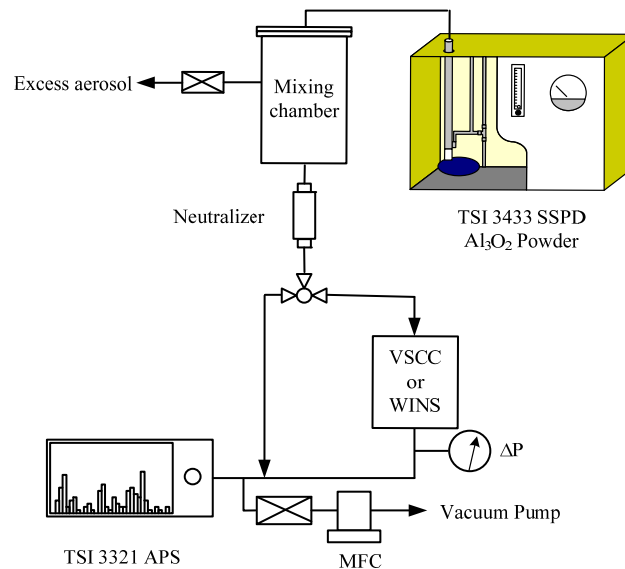 Excess aerosol
Mixing
chamber
TSI 3433 SSPD
Al₃O₂ Powder
Neutralizer
VSCC
or
WINS
ΔP
TSI 3321 APS
MFC
Vacuum Pump